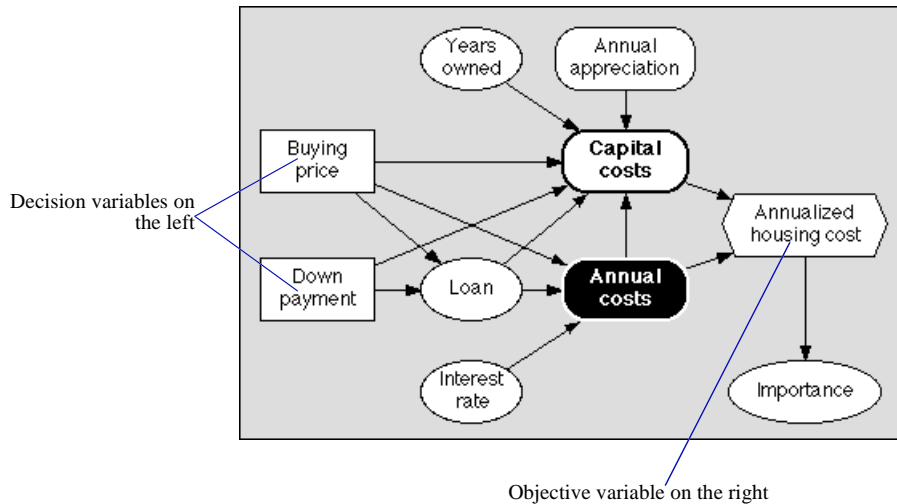 Years
owned
Annual
appreciation
Buying
price
Capital
costs
Decision variables on
the left
Annualized
housing cost
Down
payment
Loan
Annual
costs
Interest
rate
Importance
Objective variable on the right